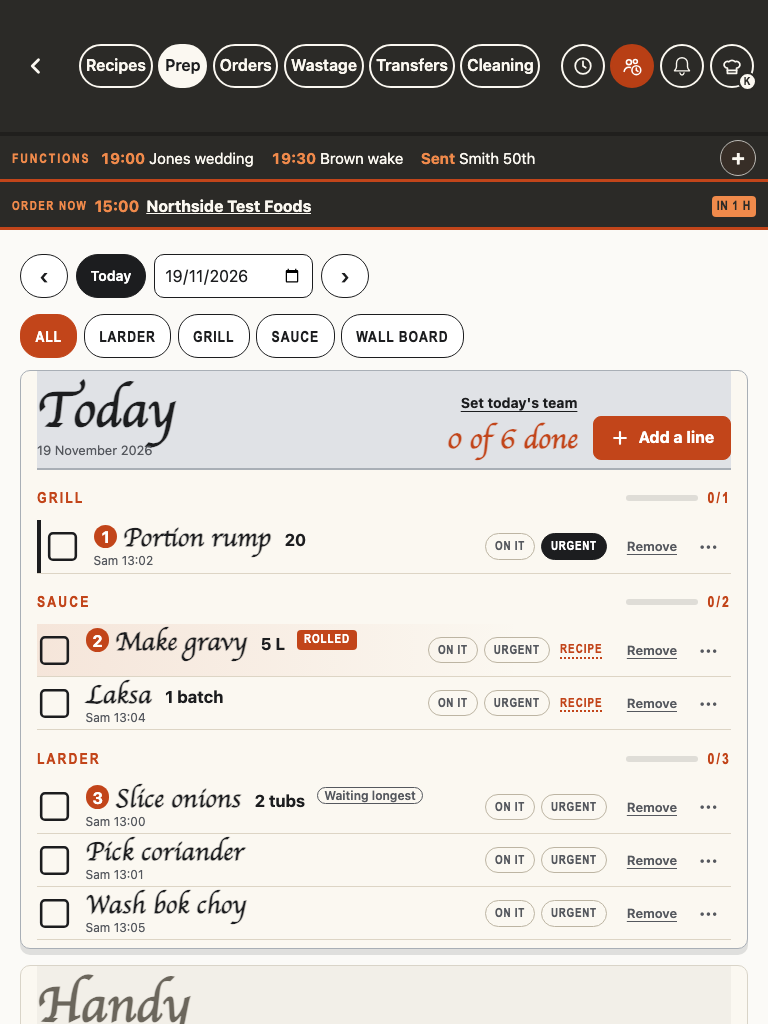 Recipes Prep Orders Wastage Transfers Cleaning K
FUNCTIONS 19:00 Jones wedding 19:30 Brown wake Sent Smith 50th +
ORDER NOW 15:00 Northside Test Foods IN 1 H
‹ Today 19/11/2026 ›
ALL LARDER GRILL SAUCE WALL BOARD
Today
Set today's team
0 of 6 done + Add a line
19 November 2026
GRILL 0/1
1 Portion rump 20 ON IT URGENT Remove ...
Sam 13:02
SAUCE 0/2
2 Make gravy 5 L ROLLED ON IT URGENT RECIPE Remove ...
Laksa 1 batch ON IT URGENT RECIPE Remove ...
Sam 13:04
LARDER 0/3
3 Slice onions 2 tubs Waiting longest ON IT URGENT Remove ...
Sam 13:00
Pick coriander ON IT URGENT Remove ...
Sam 13:01
Wash bok choy ON IT URGENT Remove ...
Sam 13:05
Handy